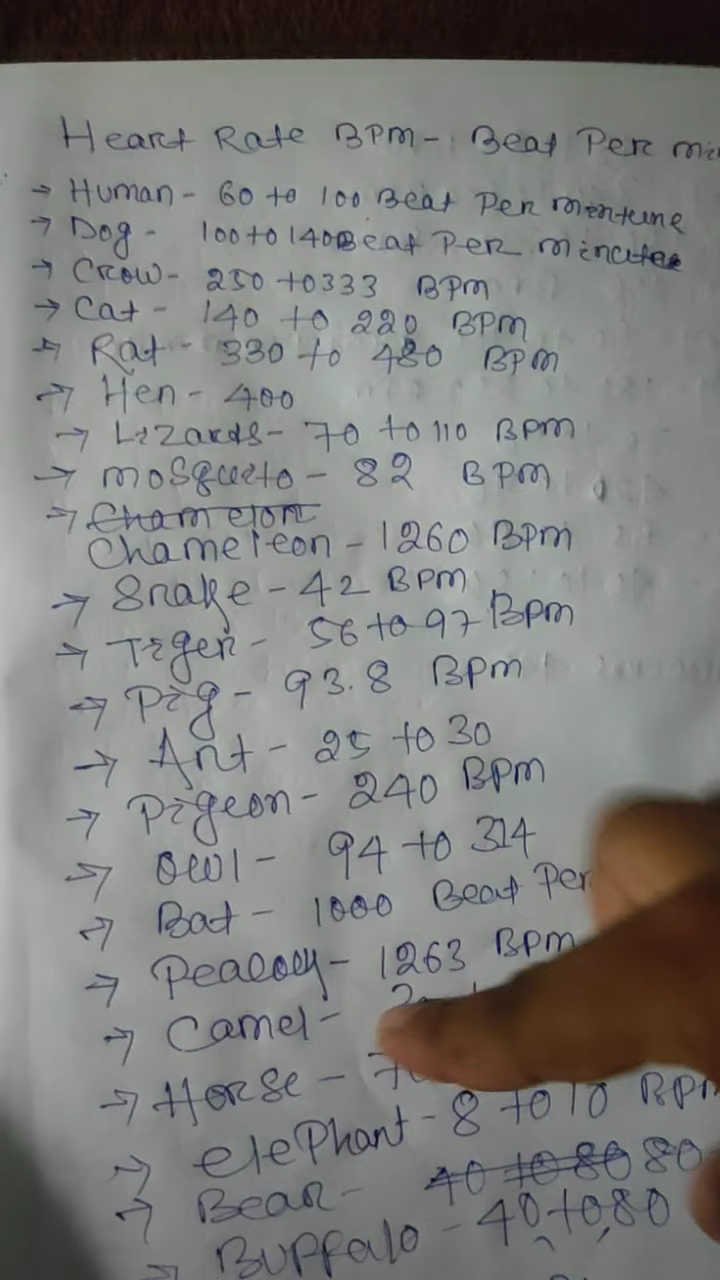 Heart Rate BPM - Beat Per
→ Human - 60 to 100 Beat Per mintune
→ Dog - 100 to 140 Beat Per mincutes
→ Crow - 250 to 333 BPM
→ Cat - 140 to 220 BPM
→ Rat - 330 to 480 BPM
→ Hen - 400
→ Lizards - 70 to 110 BPM
→ mosqueto - 82 BPM
→ Chamelon
Chameleon - 1260 BPM
→ Snake - 42 BPM
→ Tiger - 56 to 97 BPM
→ Pig - 93.8 BPM
→ Ant - 25 to 30
→ Pigeon - 240 BPM
→ Owl - 94 to 314
→ Bat - 1000 Beat Per
→ Peacocy - 1263 BPM
→ Camel -
→ Horse -
→ elephant - 8 to 10 BPM
→ Bear - 40 to 80 80
→ Buffalo - 40 to 80